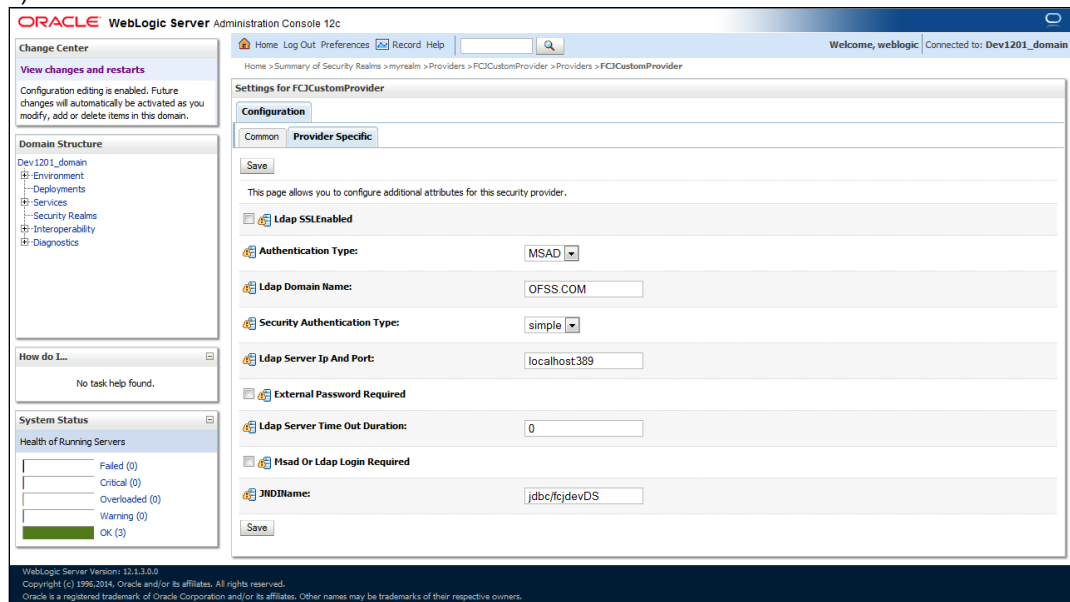 )
ORACLE WebLogic Server Administration Console 12c
Change Center
View changes and restarts
Configuration editing is enabled. Future
changes will automatically be activated as you
modify, add or delete items in this domain.
Domain Structure
Dev1201_domain
Environment
Deployments
Services
Security Realms
Interoperability
Diagnostics
How do I...
No task help found.
System Status
Health of Running Servers
Failed (0)
Critical (0)
Overloaded (0)
Warning (0)
OK (3)
Home Log Out Preferences Record Help
Welcome, weblogic Connected to: Dev1201_domain
Home >Summary of Security Realms >myrealm >Providers >FCJCustomProvider >Providers >FCJCustomProvider
Settings for FCJCustomProvider
Configuration
Common Provider Specific
Save
This page allows you to configure additional attributes for this security provider.
Ldap SSLEnabled
Authentication Type: MSAD
Ldap Domain Name: OFSS.COM
Security Authentication Type: simple
Ldap Server Ip And Port: localhost:389
External Password Required
Ldap Server Time Out Duration: 0
Msad Or Ldap Login Required
JNDIName: jdbc/fcjdevDS
Save
WebLogic Server Version: 12.1.3.0.0
Copyright (c) 1996,2014, Oracle and/or its affiliates. All rights reserved.
Oracle is a registered trademark of Oracle Corporation and/or its affiliates. Other names may be trademarks of their respective owners.